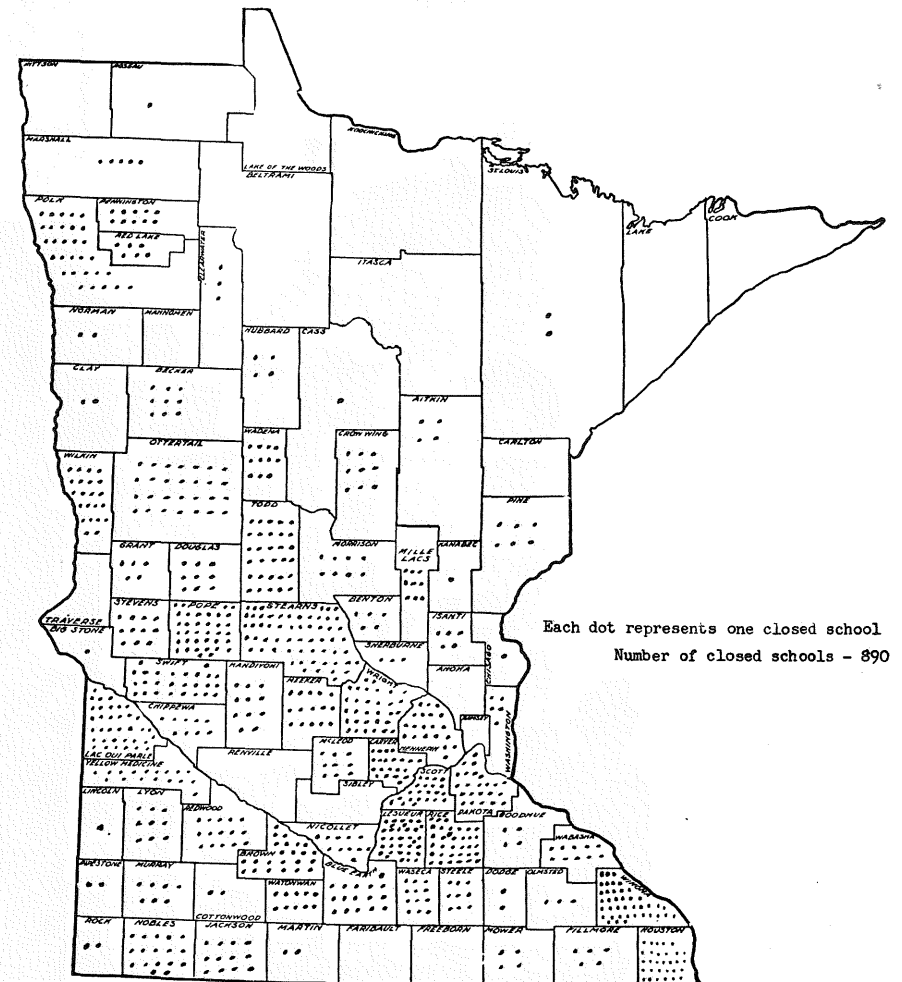 KITTSON
ROSEAU
MARSHALL
LAKE OF THE WOODS
BELTRAMI
KOOCHICHING
ST. LOUIS
LAKE
COOK
POLK
PENNINGTON
RED LAKE
CLEARWATER
ITASCA
NORMAN
MAHNOMEN
HUBBARD
CASS
CLAY
BECKER
AITKIN
WADENA
CROW WING
CARLTON
OTTERTAIL
WILKIN
PINE
TODD
MORRISON
MILLE
LACS
KANABEC
GRANT
DOUGLAS
BENTON
ISANTI
TRAVERSE
BIG STONE
STEVENS
POPE
STEARNS
SHERBURNE
CHISAGO
ANOKA
Each dot represents one closed school
Number of closed schools - 890
SWIFT
KANDIYOHI
MEEKER
WRIGHT
CHIPPEWA
RAMSEY
WASHINGTON
HENNEPIN
MCLEOD
CARVER
LAC QUI PARLE
YELLOW MEDICINE
RENVILLE
SCOTT
SIBLEY
LINCOLN
LYON
REDWOOD
NICOLLET
LESUEUR
RICE
DAKOTA
GOODHUE
WABASHA
BROWN
BLUE EARTH
WASECA
STEELE
DODGE
OLMSTED
WINONA
PIPESTONE
MURRAY
COTTONWOOD
WATONWAN
ROCK
NOBLES
JACKSON
MARTIN
FARIBAULT
FREEBORN
MOWER
FILLMORE
HOUSTON